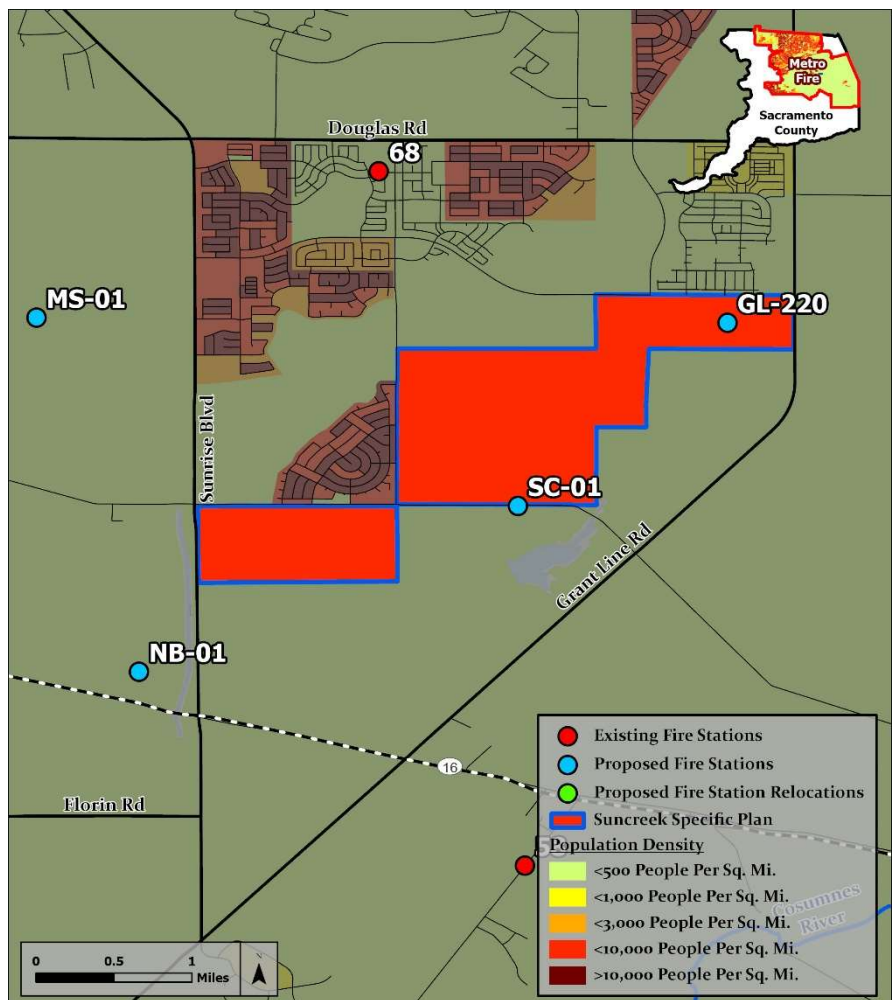 Metro
Fire
Sacramento
County
Douglas Rd
68
MS-01
GL-220
Sunrise Blvd
SC-01
Grant Line Rd
NB-01
16
Florin Rd
Existing Fire Stations
Proposed Fire Stations
Proposed Fire Station Relocations
Suncreek Specific Plan
Population Density
<500 People Per Sq. Mi.
<1,000 People Per Sq. Mi.
<3,000 People Per Sq. Mi.
<10,000 People Per Sq. Mi.
>10,000 People Per Sq. Mi.
Cosumnes
River
0 0.5 1
Miles